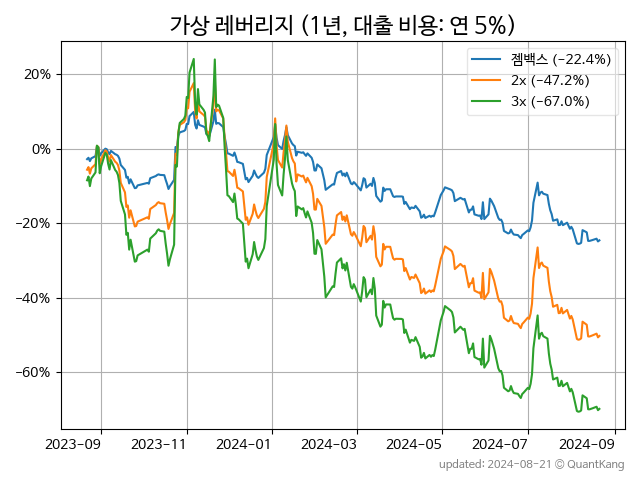 가상 레버리지 (1년, 대출 비용: 연 5%)
젬백스 (−22.4%)
2x (−47.2%)
3x (−67.0%)
20%
0%
−20%
−40%
−60%
2023-09 2023-11 2024-01 2024-03 2024-05 2024-07 2024-09
updated: 2024-08-21 © QuantKang